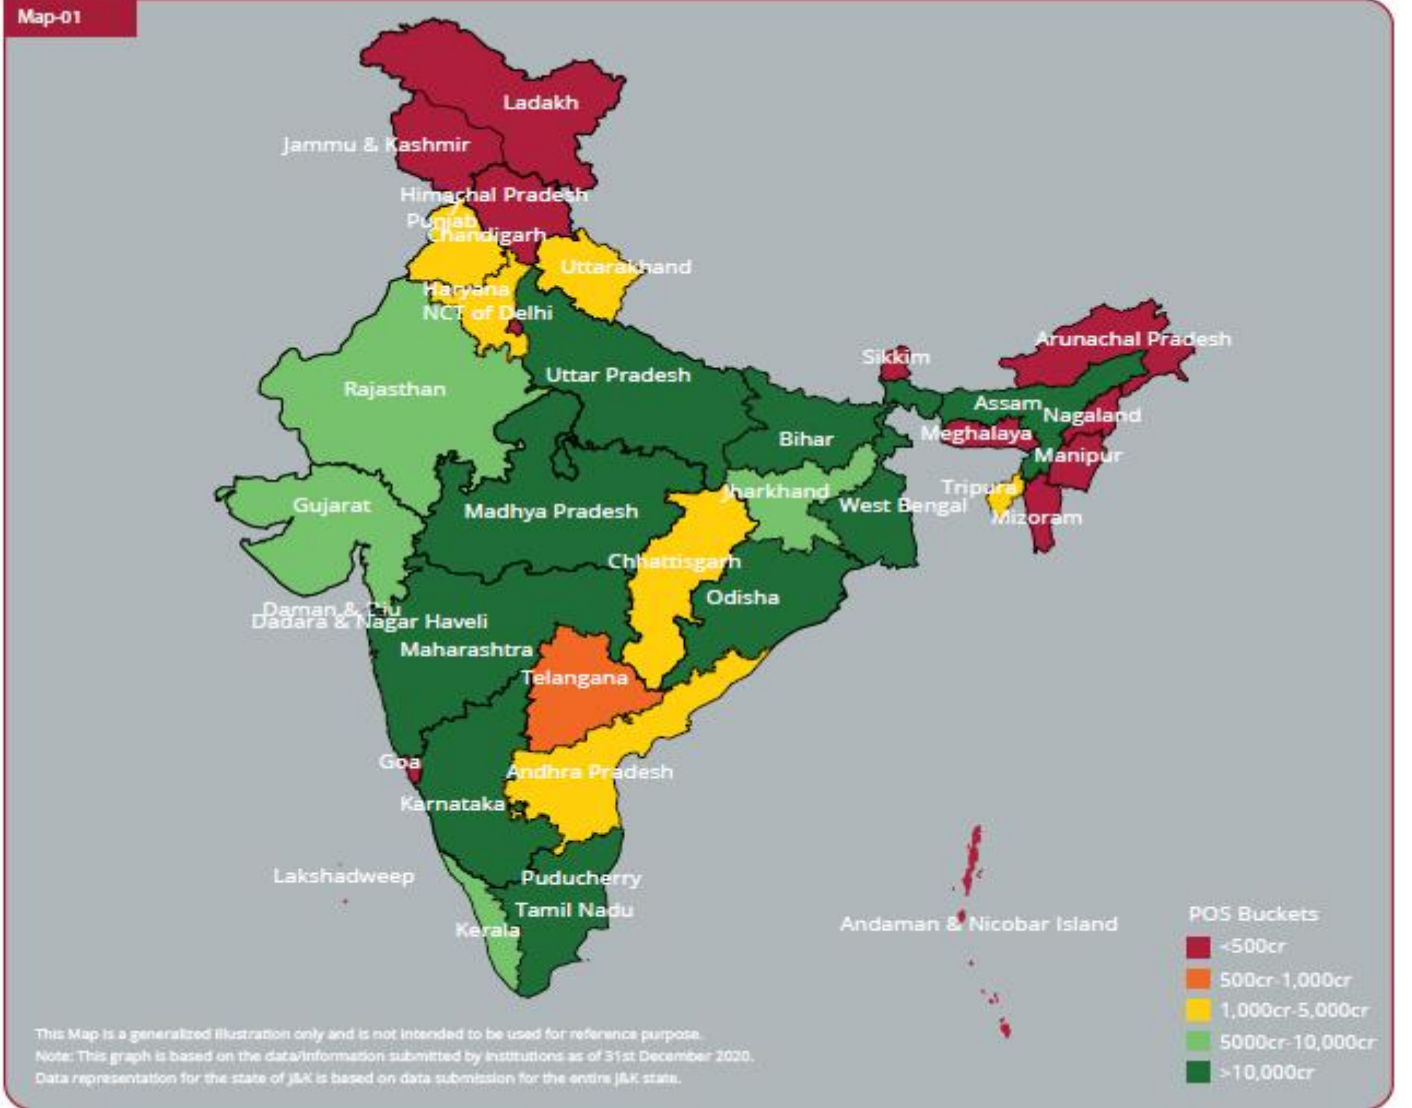 Map-01
Ladakh
Jammu & Kashmir
Himachal Pradesh
Punjab
Chandigarh
Uttarakhand
Haryana
NCT of Delhi
Arunachal Pradesh
Sikkim
Uttar Pradesh
Rajasthan
Assam
Nagaland
Meghalaya
Bihar
Manipur
Tripura
Jharkhand
Gujarat
Madhya Pradesh
West Bengal
Mizoram
Chhattisgarh
Odisha
Daman & Diu
Dadara & Nagar Haveli
Maharashtra
Telangana
Goa
Andhra Pradesh
Karnataka
Lakshadweep
Puducherry
Tamil Nadu
Kerala
Andaman & Nicobar Island
POS Buckets
<500cr
500cr-1,000cr
1,000cr-5,000cr
5000cr-10,000cr
>10,000cr
This Map is a generalized illustration only and is not intended to be used for reference purpose.
Note: This graph is based on the data/information submitted by institutions as of 31st December 2020.
Data representation for the state of J&K is based on data submission for the entire J&K state.